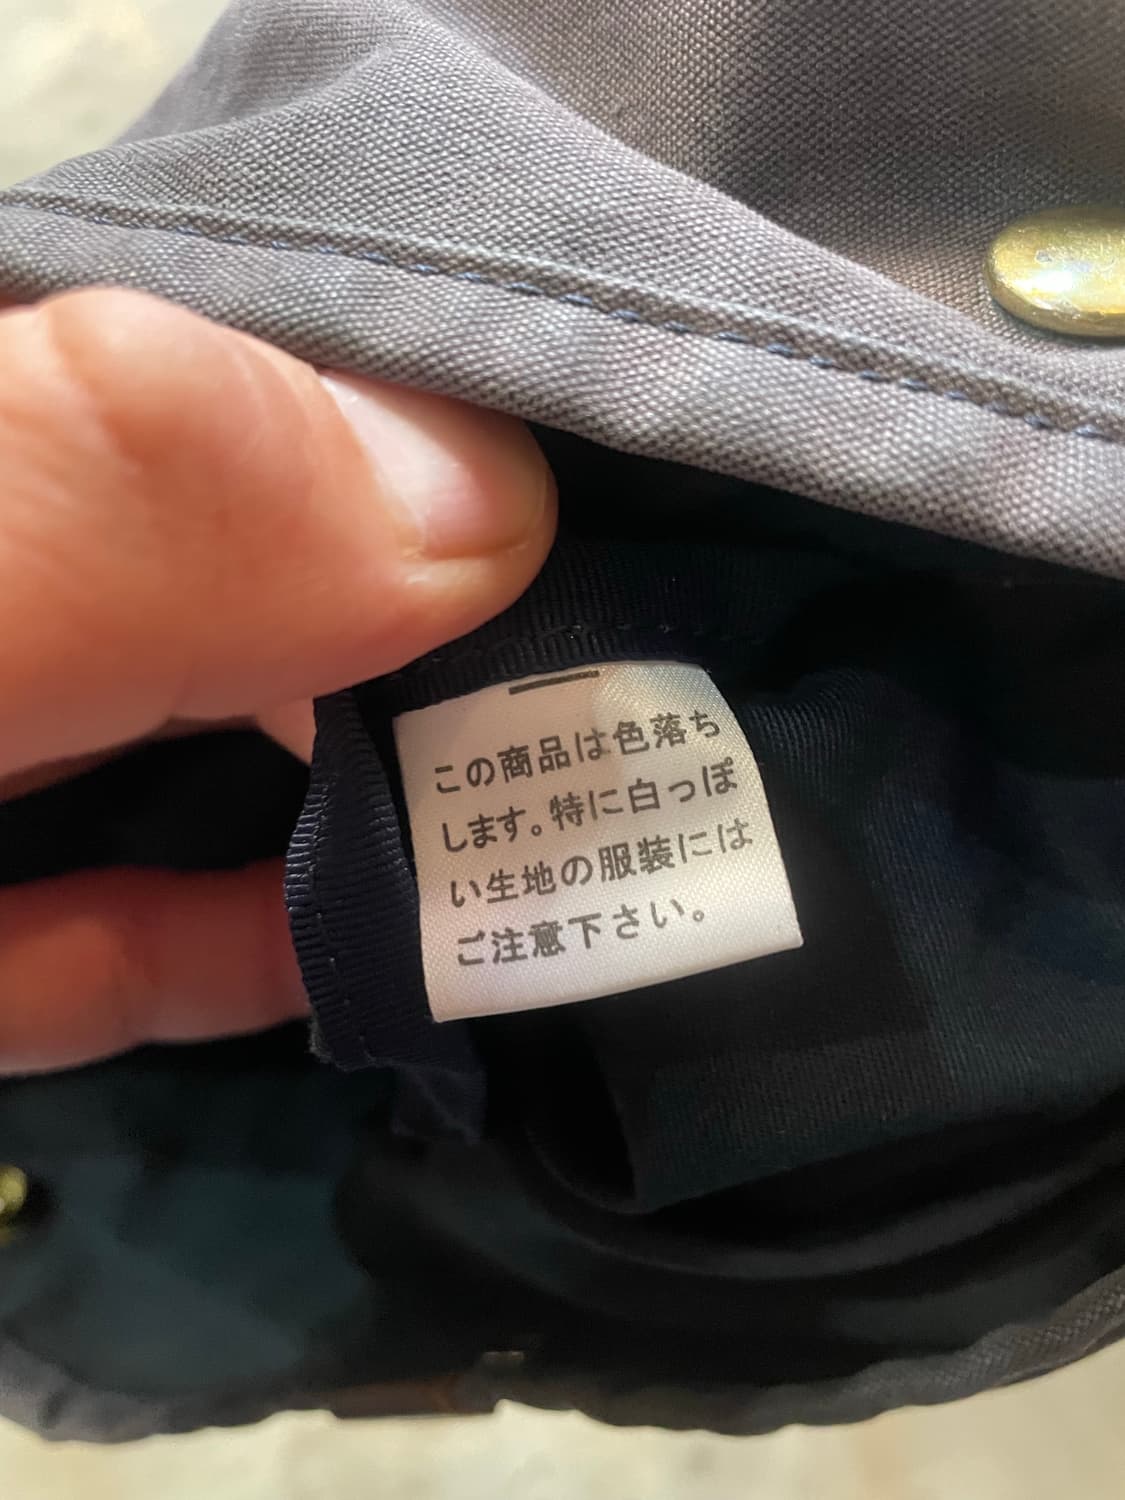 この商品は色落ち
します。特に白っぽ
い生地の服装には
ご注意下さい。